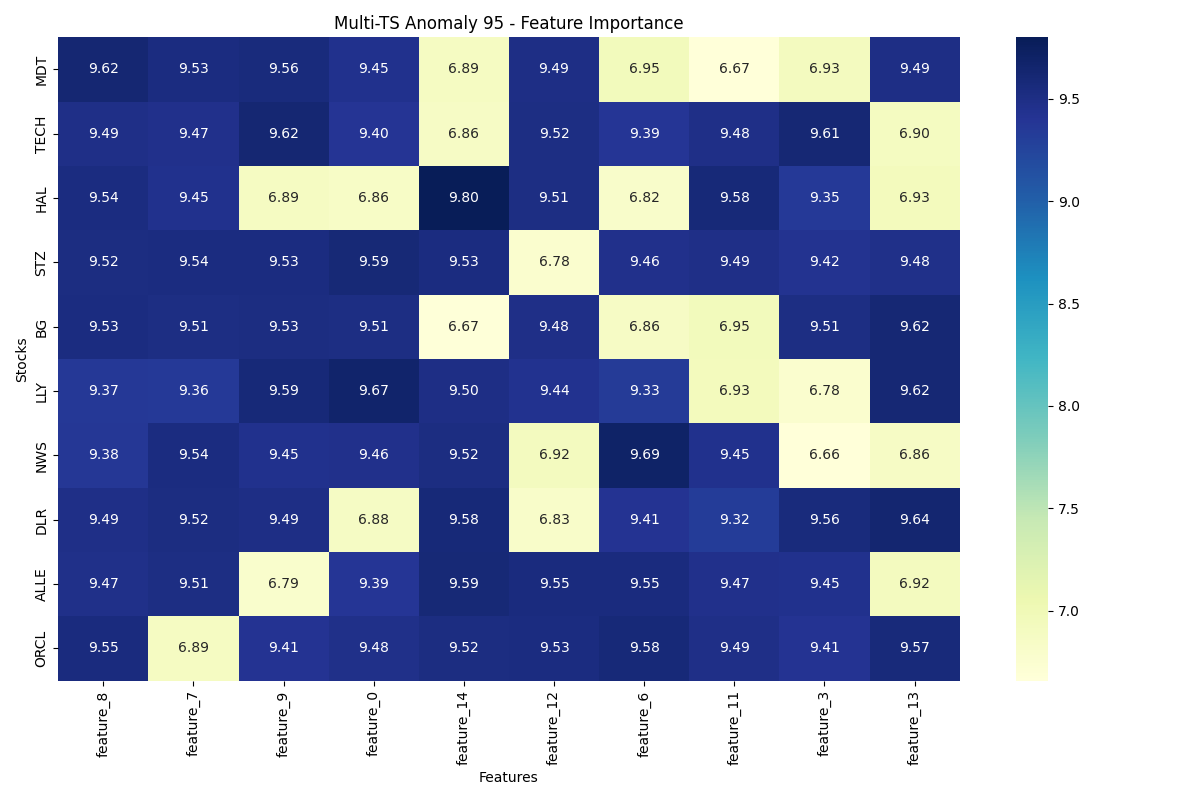 Multi-TS Anomaly 95 - Feature Importance
MDT 9.62 9.53 9.56 9.45 6.89 9.49 6.95 6.67 6.93 9.49
TECH 9.49 9.47 9.62 9.40 6.86 9.52 9.39 9.48 9.61 6.90
HAL 9.54 9.45 6.89 6.86 9.80 9.51 6.82 9.58 9.35 6.93
STZ 9.52 9.54 9.53 9.59 9.53 6.78 9.46 9.49 9.42 9.48
BG 9.53 9.51 9.53 9.51 6.67 9.48 6.86 6.95 9.51 9.62
LLY 9.37 9.36 9.59 9.67 9.50 9.44 9.33 6.93 6.78 9.62
NWS 9.38 9.54 9.45 9.46 9.52 6.92 9.69 9.45 6.66 6.86
DLR 9.49 9.52 9.49 6.88 9.58 6.83 9.41 9.32 9.56 9.64
ALLE 9.47 9.51 6.79 9.39 9.59 9.55 9.55 9.47 9.45 6.92
ORCL 9.55 6.89 9.41 9.48 9.52 9.53 9.58 9.49 9.41 9.57
Stocks
feature_8 feature_7 feature_9 feature_0 feature_14 feature_12 feature_6 feature_11 feature_3 feature_13
Features
9.5
9.0
8.5
8.0
7.5
7.0